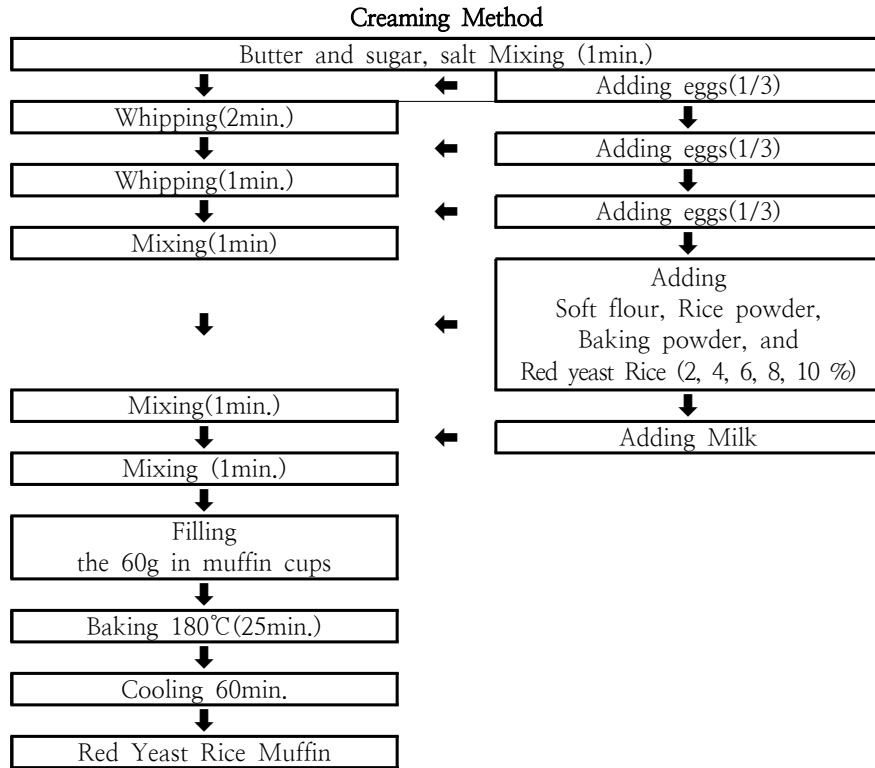 Creaming Method
Butter and sugar, salt Mixing (1min.)
Adding eggs(1/3)
Whipping(2min.)
Adding eggs(1/3)
Whipping(1min.)
Adding eggs(1/3)
Mixing(1min)
Adding
Soft flour, Rice powder,
Baking powder, and
Red yeast Rice (2, 4, 6, 8, 10 %)
Mixing(1min.)
Adding Milk
Mixing (1min.)
Filling
the 60g in muffin cups
Baking 180℃(25min.)
Cooling 60min.
Red Yeast Rice Muffin